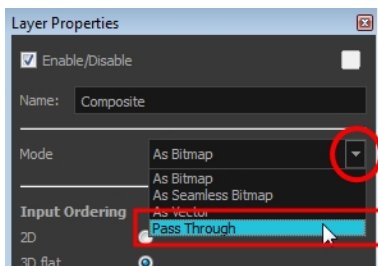 Layer Properties
Enable/Disable
Name: Composite
Mode As Bitmap
As Bitmap
As Seamless Bitmap
Input Ordering As Vector
2D Pass Through
3D flat